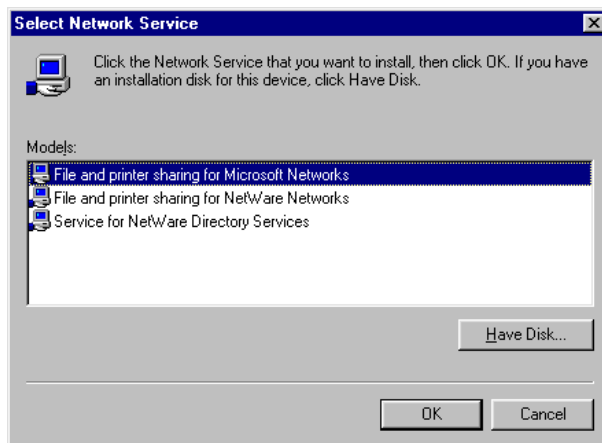 Select Network Service
Click the Network Service that you want to install, then click OK. If you have
an installation disk for this device, click Have Disk.
Models:
File and printer sharing for Microsoft Networks
File and printer sharing for NetWare Networks
Service for NetWare Directory Services
Have Disk...
OK
Cancel